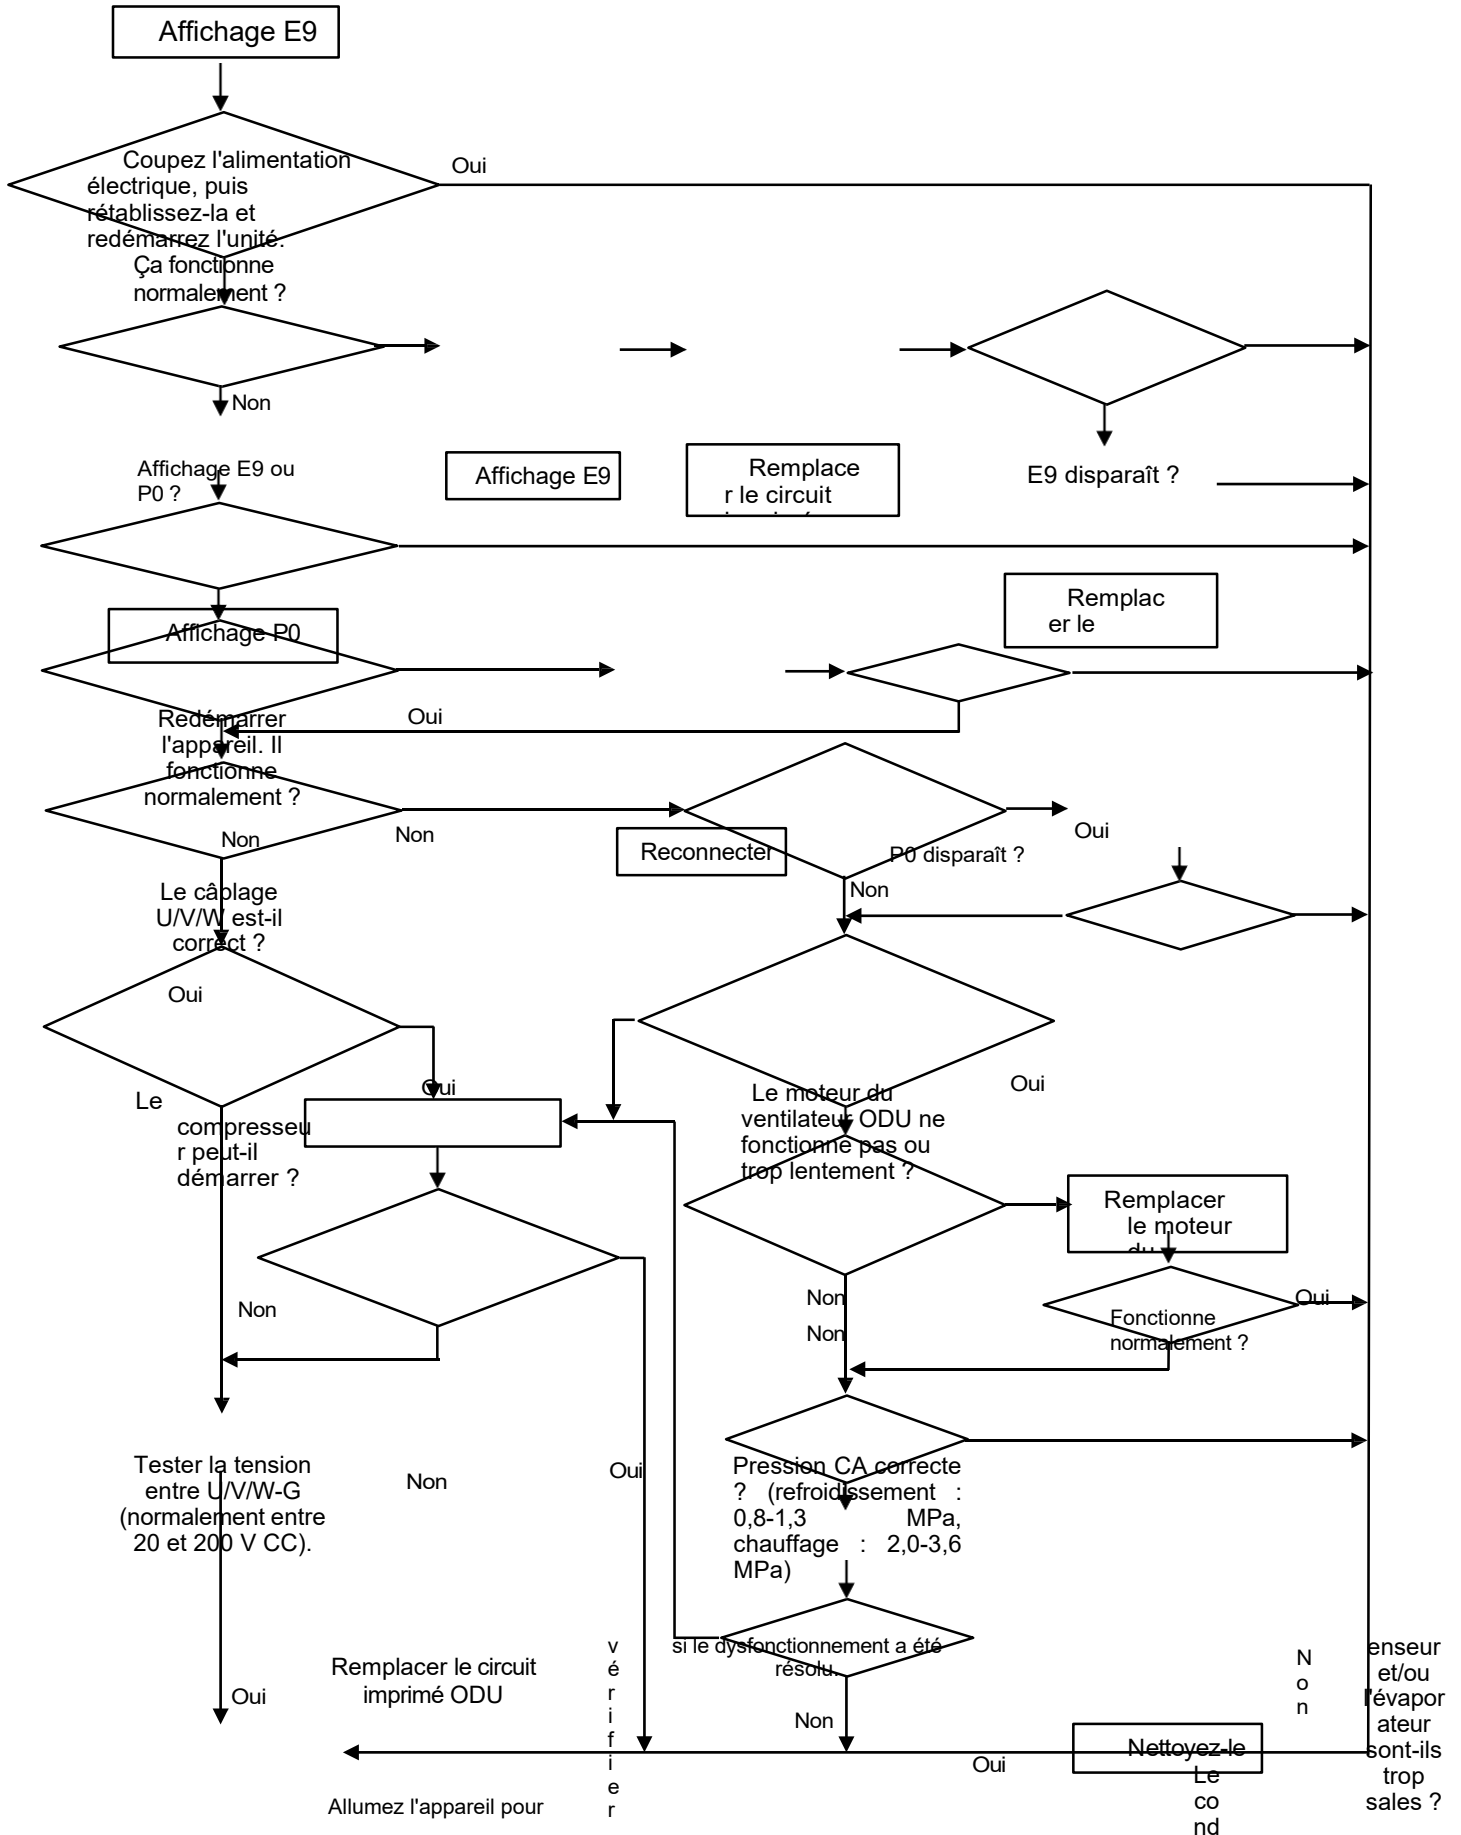 Affichage E9
Oui
Coupez l'alimentation
électrique, puis
rétablissez-la et
redémarrez l'unité.
Ça fonctionne
normalement ?
Non
Affichage E9 ou
P0 ?
Affichage E9
Remplace
r le circuit
E9 disparaît ?
Remplac
er le
Affichage P0
Redémarrer
l'appareil. Il
fonctionne
normalement ?
Oui
Non
Non
Reconnecter
P0 disparaît ?
Oui
Non
Le câblage
U/V/W est-il
correct ?
Oui
Oui
Oui
Le
compresseu
r peut-il
démarrer ?
Le moteur du
ventilateur ODU ne
fonctionne pas ou
trop lentement ?
Remplacer
le moteur
du
Non
Non
Non
Fonctionne
normalement ?
Oui
Tester la tension
entre U/V/W-G
(normalement entre
20 et 200 V CC).
Non
Oui
Pression CA correcte
? (refroidissement :
0,8-1,3 MPa,
chauffage : 2,0-3,6
MPa)
Oui
Remplacer le circuit
imprimé ODU
v
é
r
i
f
i
e
r
si le dysfonctionnement a été
résolu.
Non
N
o
n
enseur
et/ou
l'évapor
ateur
sont-ils
trop
sales ?
Oui
Nettoyez-le
Le
co
nd
Allumez l'appareil pour